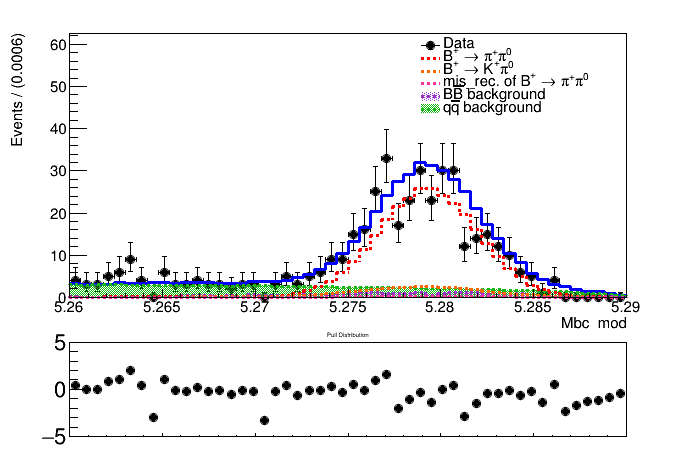 Events / (0.0006)
60
50
40
30
20
10
0
Data
B⁺ → π⁺π⁰
B⁺ → K⁺π⁰
mis_rec. of B⁺ → π⁺π⁰
BB̅ background
qq̅ background
5.26 5.265 5.27 5.275 5.28 5.285 5.29
Mbc mod
Pull Distribution
5
0
−5